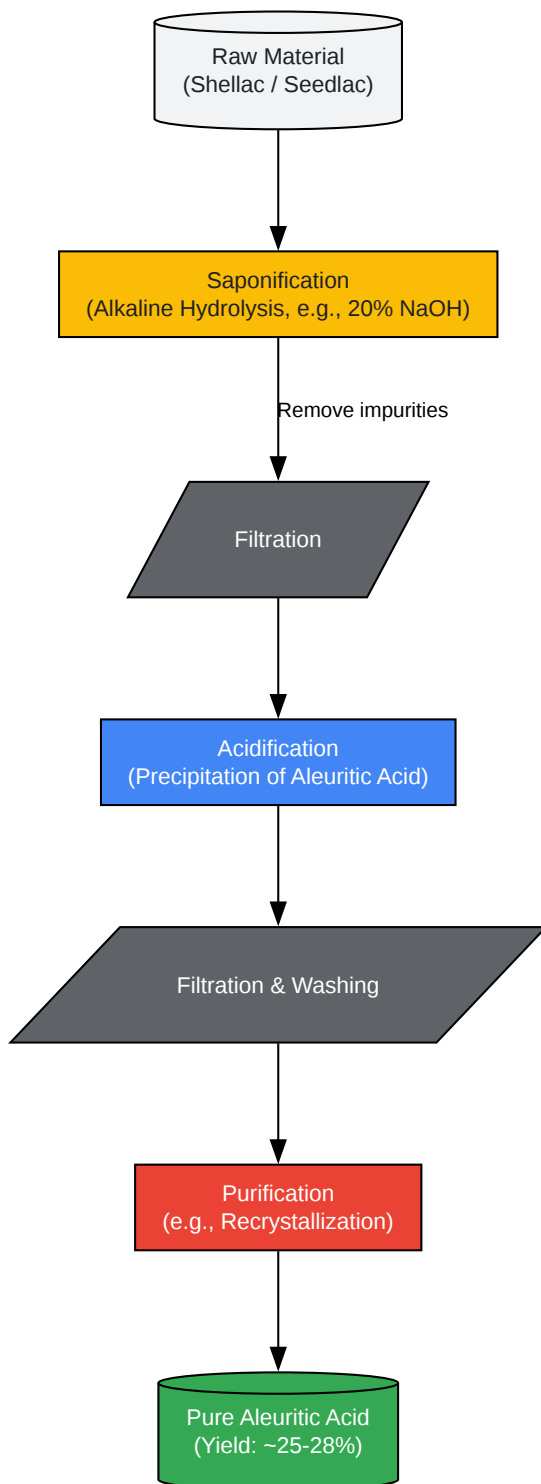 Raw Material
(Shellac / Seedlac)
Saponification
(Alkaline Hydrolysis, e.g., 20% NaOH)
Remove impurities
Filtration
Acidification
(Precipitation of Aleuritic Acid)
Filtration & Washing
Purification
(e.g., Recrystallization)
Pure Aleuritic Acid
(Yield: ~25-28%)